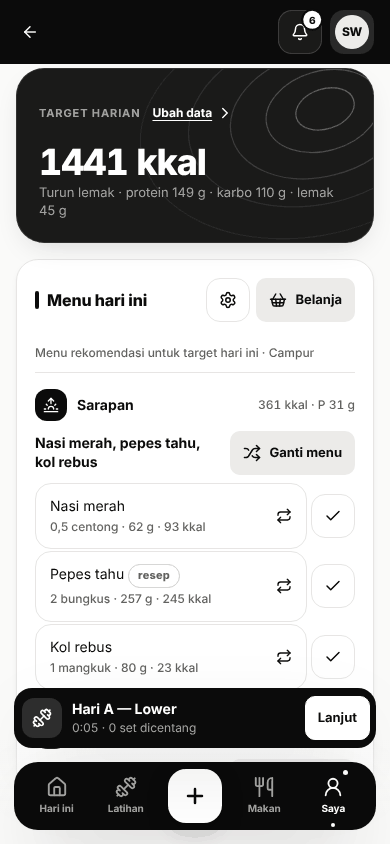 6
SW
TARGET HARIAN Ubah data
1441 kkal
Turun lemak · protein 149 g · karbo 110 g · lemak
45 g
Menu hari ini
Belanja
Menu rekomendasi untuk target hari ini · Campur
Sarapan
361 kkal · P 31 g
Nasi merah, pepes tahu,
kol rebus
Ganti menu
Nasi merah
0,5 centong · 62 g · 93 kkal
Pepes tahu resep
2 bungkus · 257 g · 245 kkal
Kol rebus
1 mangkuk · 80 g · 23 kkal
Hari A — Lower
0:05 · 0 set dicentang
Lanjut
Hari ini
Latihan
Makan
Saya